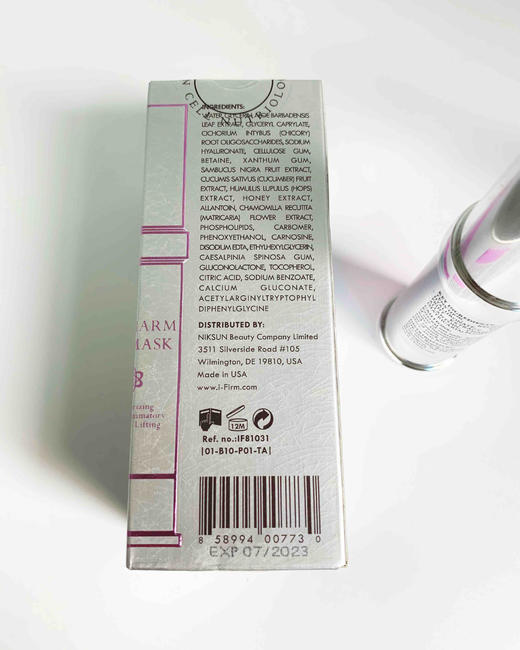 INGREDIENTS:
WATER, GLYCERIN, ALOE BARBADENSIS
LEAF EXTRACT, GLYCERYL CAPRYLATE,
CICHORIUM INTYBUS (CHICORY)
ROOT OLIGOSACCHARIDES, SODIUM
HYALURONATE, CELLULOSE GUM,
BETAINE, XANTHUM GUM,
SAMBUCUS NIGRA FRUIT EXTRACT,
CUCUMIS SATIVUS (CUCUMBER) FRUIT
EXTRACT, HUMULUS LUPULUS (HOPS)
EXTRACT, HONEY EXTRACT,
ALLANTOIN, CHAMOMILLA RECUTITA
(MATRICARIA) FLOWER EXTRACT,
PHOSPHOLIPIDS, CARBOMER,
PHENOXYETHANOL, CARNOSINE,
DISODIUM EDTA, ETHYLHEXYLGLYCERIN,
CAESALPINIA SPINOSA GUM,
GLUCONOLACTONE, TOCOPHEROL,
CITRIC ACID, SODIUM BENZOATE,
CALCIUM GLUCONATE,
ACETYLARGINYLTRYPTOPHYL
DIPHENYLGLYCINE
DISTRIBUTED BY:
NIKSUN Beauty Company Limited
3511 Silverside Road #105
Wilmington, DE 19810, USA
Made in USA
www.i-Firm.com
12M
Ref. no.:IF81031
|01-B10-P01-TA|
8 58994 00773 0
EXP 07/2023
ARM
MASK
8
Lifting